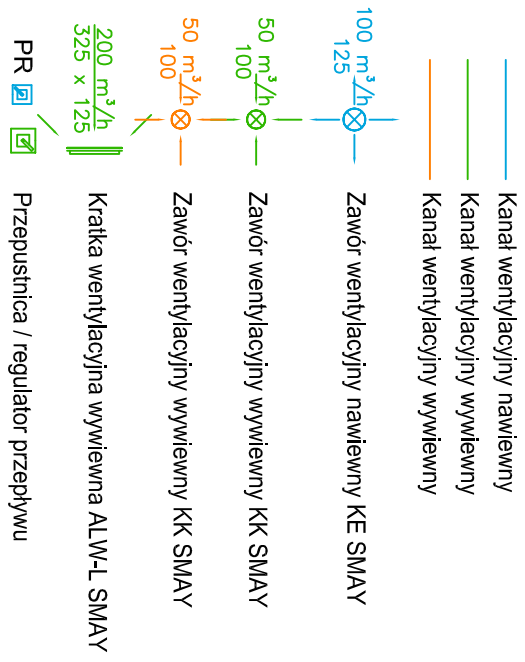 Kanał wentylacyjny nawiewny
Kanał wentylacyjny wywiewny
Kanał wentylacyjny wywiewny
100 m³/h
125
Zawór wentylacyjny nawiewny KE SMAY
50 m³/h
100
Zawór wentylacyjny wywiewny KK SMAY
50 m³/h
100
Zawór wentylacyjny wywiewny KK SMAY
200 m³/h
325 x 125
Kratka wentylacyjna wywiewna ALW-L SMAY
PR
Przepustnica / regulator przepływu